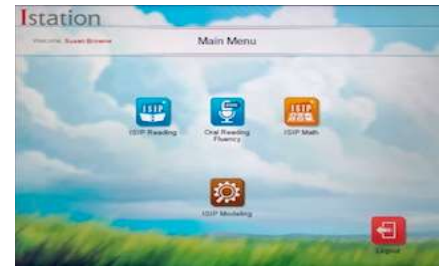 Istation
Welcome, Susan Browne
Main Menu
ISIP Reading
Oral Reading
Fluency
ISIP Math
ISIP Modeling
Logout